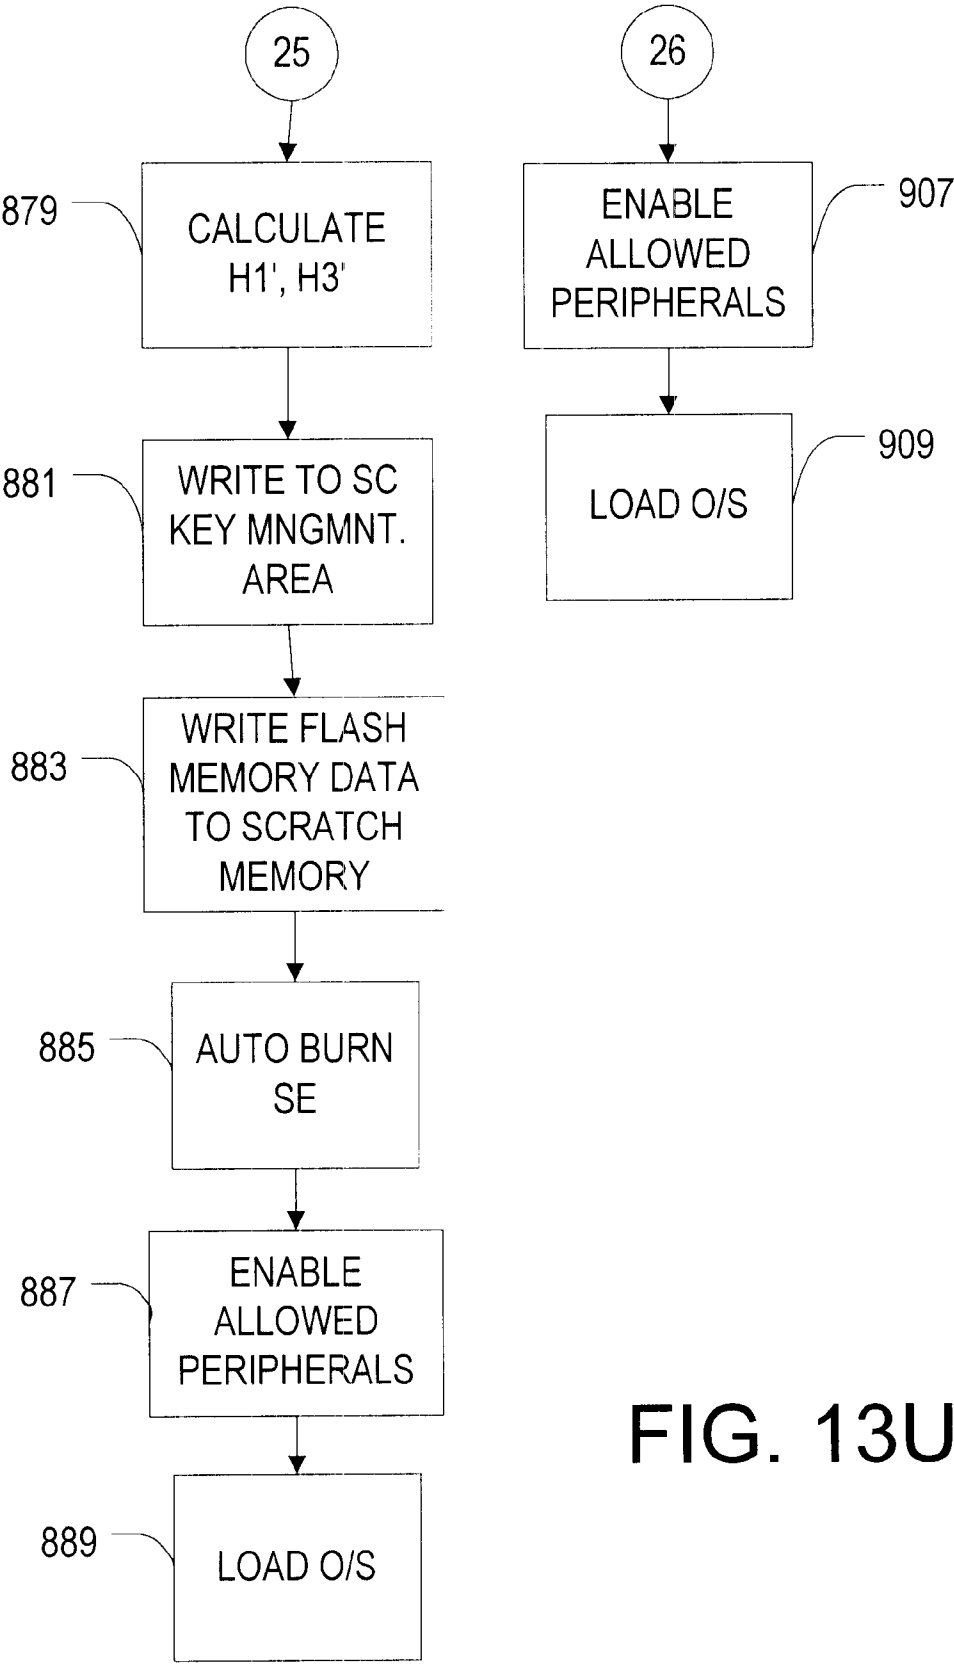 25
879
CALCULATE
H1', H3'
881
WRITE TO SC
KEY MNGMNT.
AREA
883
WRITE FLASH
MEMORY DATA
TO SCRATCH
MEMORY
885
AUTO BURN
SE
887
ENABLE
ALLOWED
PERIPHERALS
889
LOAD O/S
26
907
ENABLE
ALLOWED
PERIPHERALS
909
LOAD O/S
FIG. 13U